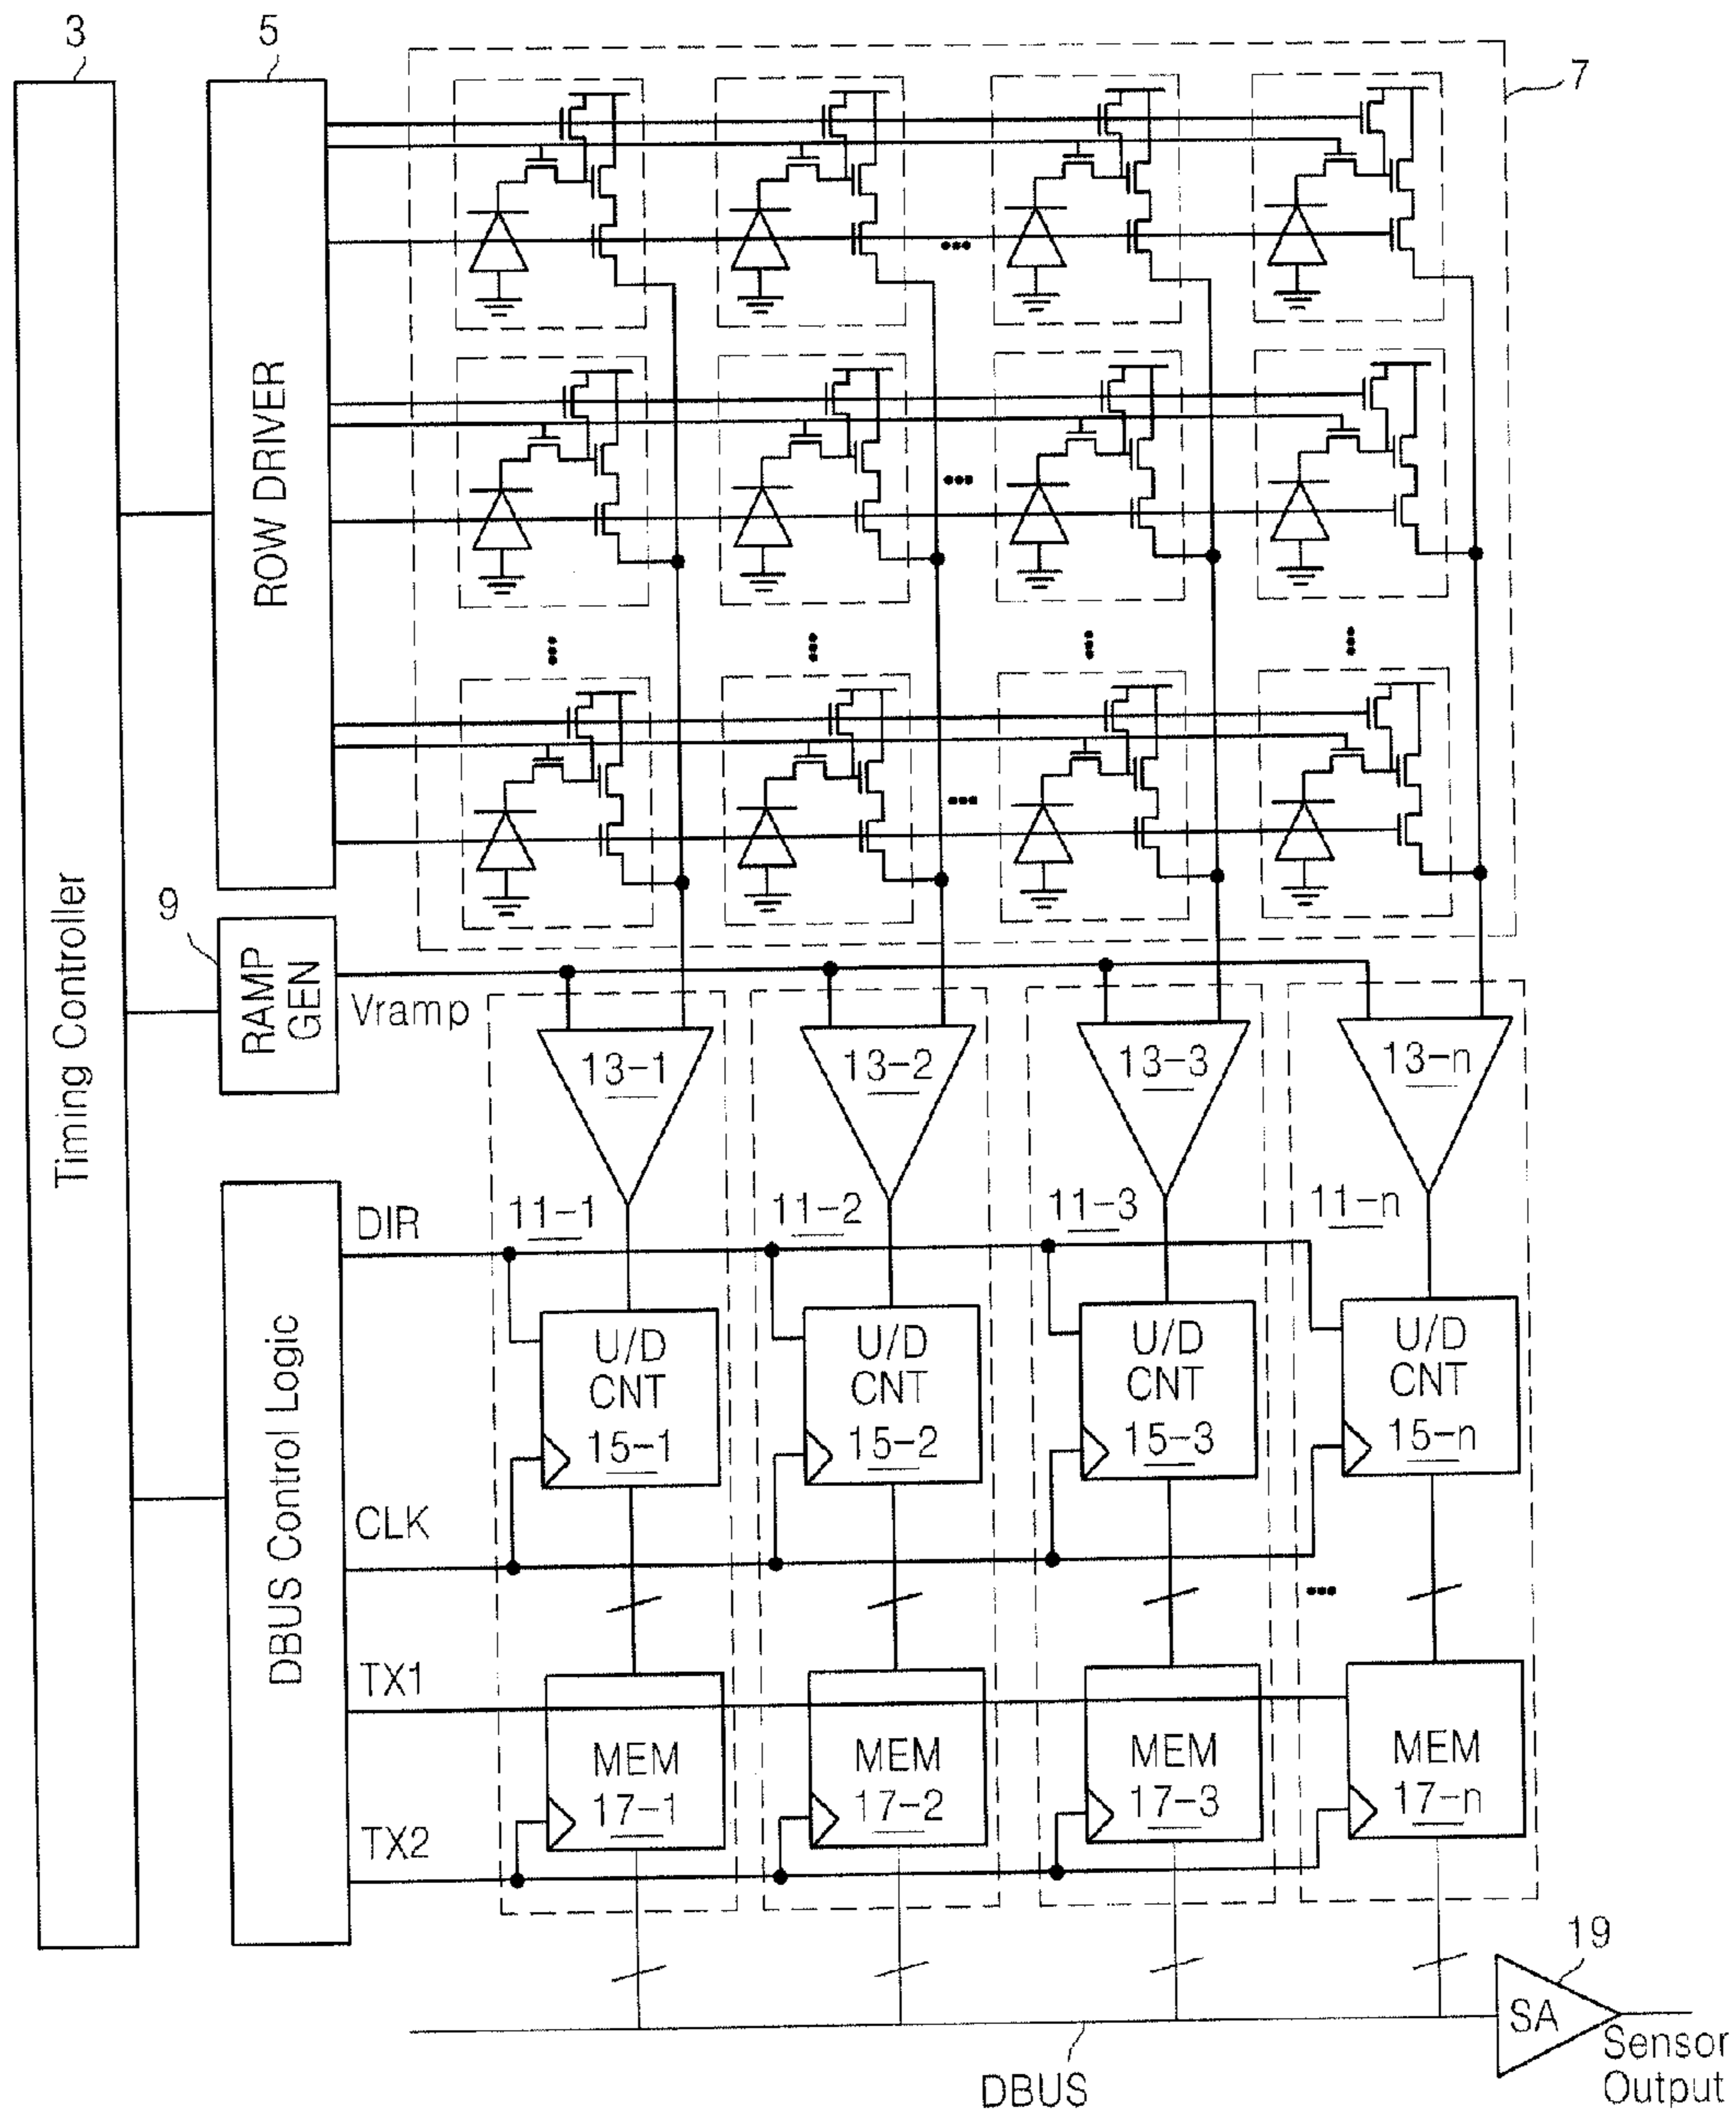 3
5
7
Timing Controller
ROW DRIVER
9
RAMP
GEN
Vramp
13-1
13-2
13-3
13-n
DBUS Control Logic
DIR
11-1
11-2
11-3
11-n
U/D
CNT
15-1
U/D
CNT
15-2
U/D
CNT
15-3
U/D
CNT
15-n
CLK
TX1
MEM
17-1
MEM
17-2
MEM
17-3
MEM
17-n
TX2
19
SA
Sensor
Output
DBUS